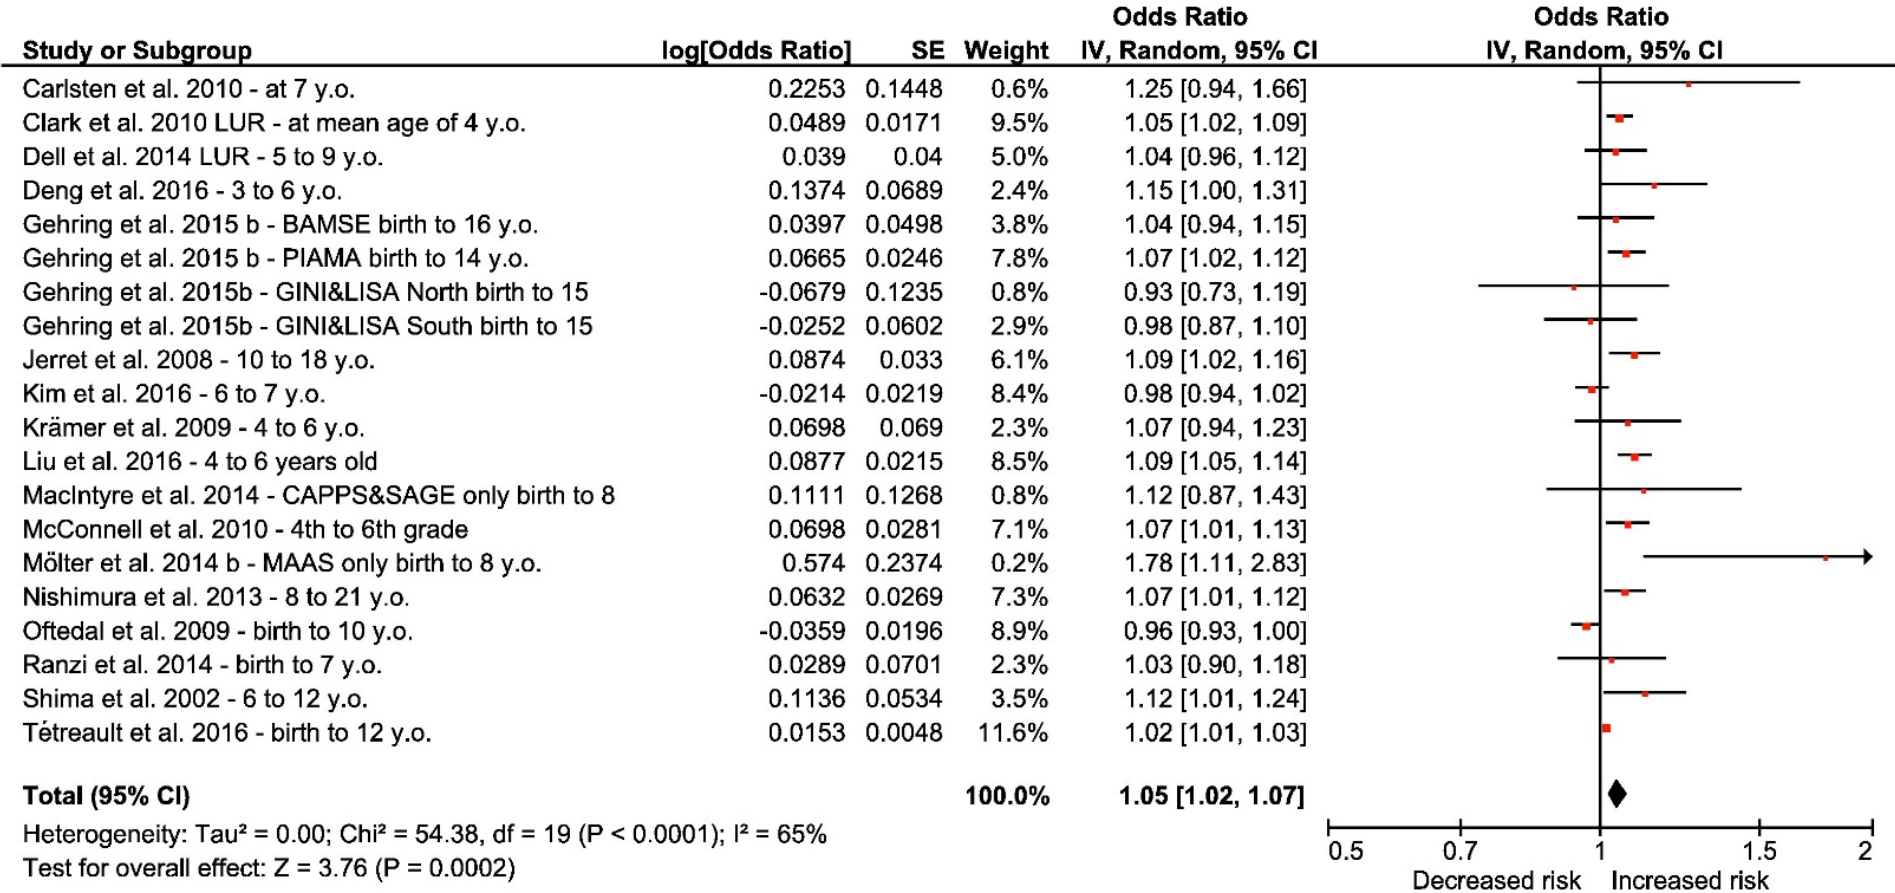 Odds Ratio Odds Ratio
Study or Subgroup log[Odds Ratio] SE Weight IV, Random, 95% CI IV, Random, 95% CI
Carlsten et al. 2010 - at 7 y.o. 0.2253 0.1448 0.6% 1.25 [0.94, 1.66]
Clark et al. 2010 LUR - at mean age of 4 y.o. 0.0489 0.0171 9.5% 1.05 [1.02, 1.09]
Dell et al. 2014 LUR - 5 to 9 y.o. 0.039 0.04 5.0% 1.04 [0.96, 1.12]
Deng et al. 2016 - 3 to 6 y.o. 0.1374 0.0689 2.4% 1.15 [1.00, 1.31]
Gehring et al. 2015 b - BAMSE birth to 16 y.o. 0.0397 0.0498 3.8% 1.04 [0.94, 1.15]
Gehring et al. 2015 b - PIAMA birth to 14 y.o. 0.0665 0.0246 7.8% 1.07 [1.02, 1.12]
Gehring et al. 2015b - GINI&LISA North birth to 15 -0.0679 0.1235 0.8% 0.93 [0.73, 1.19]
Gehring et al. 2015b - GINI&LISA South birth to 15 -0.0252 0.0602 2.9% 0.98 [0.87, 1.10]
Jerret et al. 2008 - 10 to 18 y.o. 0.0874 0.033 6.1% 1.09 [1.02, 1.16]
Kim et al. 2016 - 6 to 7 y.o. -0.0214 0.0219 8.4% 0.98 [0.94, 1.02]
Krämer et al. 2009 - 4 to 6 y.o. 0.0698 0.069 2.3% 1.07 [0.94, 1.23]
Liu et al. 2016 - 4 to 6 years old 0.0877 0.0215 8.5% 1.09 [1.05, 1.14]
MacIntyre et al. 2014 - CAPPS&SAGE only birth to 8 0.1111 0.1268 0.8% 1.12 [0.87, 1.43]
McConnell et al. 2010 - 4th to 6th grade 0.0698 0.0281 7.1% 1.07 [1.01, 1.13]
Mölter et al. 2014 b - MAAS only birth to 8 y.o. 0.574 0.2374 0.2% 1.78 [1.11, 2.83]
Nishimura et al. 2013 - 8 to 21 y.o. 0.0632 0.0269 7.3% 1.07 [1.01, 1.12]
Oftedal et al. 2009 - birth to 10 y.o. -0.0359 0.0196 8.9% 0.96 [0.93, 1.00]
Ranzi et al. 2014 - birth to 7 y.o. 0.0289 0.0701 2.3% 1.03 [0.90, 1.18]
Shima et al. 2002 - 6 to 12 y.o. 0.1136 0.0534 3.5% 1.12 [1.01, 1.24]
Tétreault et al. 2016 - birth to 12 y.o. 0.0153 0.0048 11.6% 1.02 [1.01, 1.03]
Total (95% CI) 100.0% 1.05 [1.02, 1.07]
Heterogeneity: Tau² = 0.00; Chi² = 54.38, df = 19 (P < 0.0001); I² = 65%
Test for overall effect: Z = 3.76 (P = 0.0002)
0.5 0.7 1 1.5 2
Decreased risk Increased risk